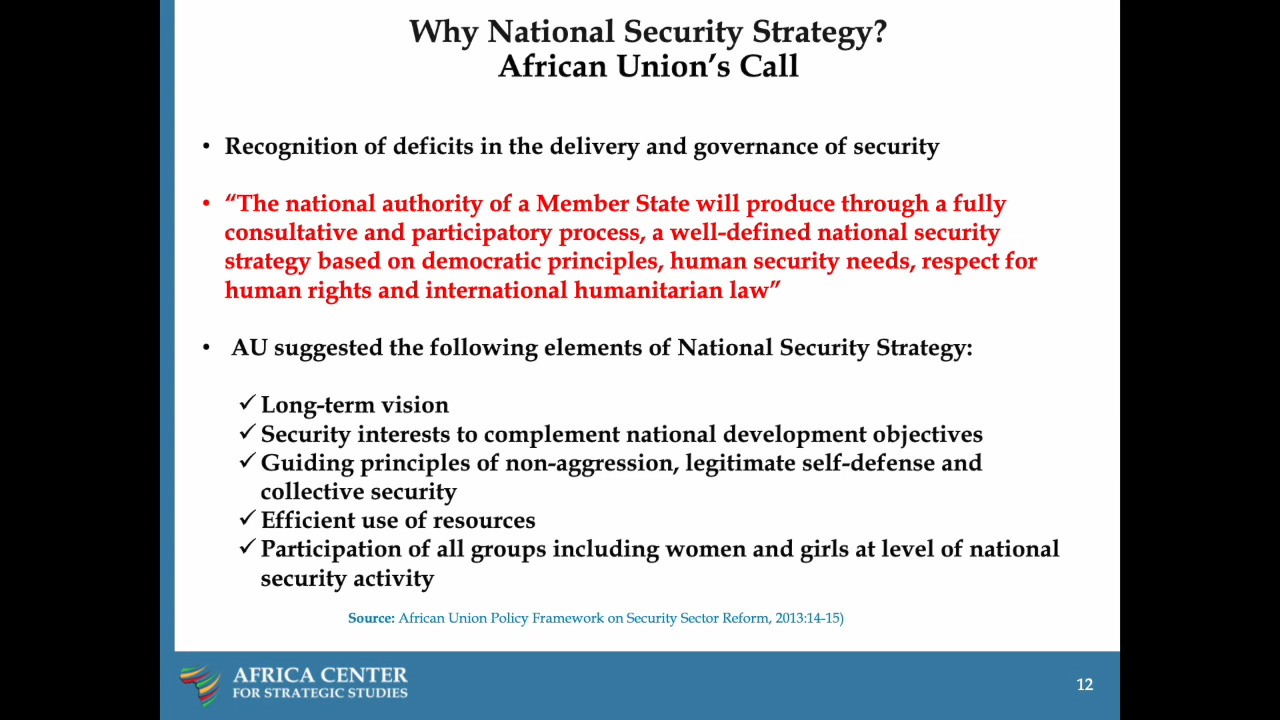 Why National Security Strategy?
African Union’s Call
• Recognition of deficits in the delivery and governance of security
• “The national authority of a Member State will produce through a fully
consultative and participatory process, a well-defined national security
strategy based on democratic principles, human security needs, respect for
human rights and international humanitarian law”
• AU suggested the following elements of National Security Strategy:
✓ Long-term vision
✓ Security interests to complement national development objectives
✓ Guiding principles of non-aggression, legitimate self-defense and
collective security
✓ Efficient use of resources
✓ Participation of all groups including women and girls at level of national
security activity
Source: African Union Policy Framework on Security Sector Reform, 2013:14-15)
AFRICA CENTER
FOR STRATEGIC STUDIES
12